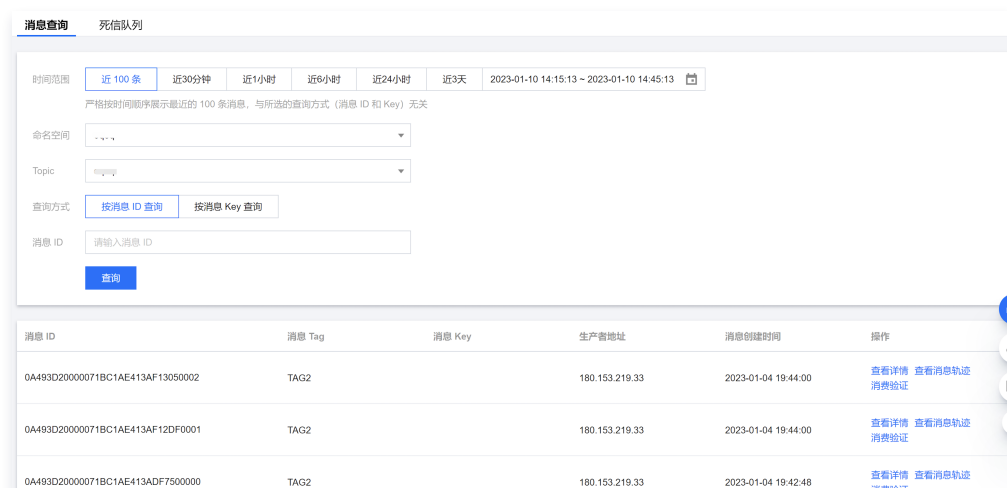 消息查询 死信队列
时间范围 近 100 条 近30分钟 近1小时 近6小时 近24小时 近3天 2023-01-10 14:15:13 ~ 2023-01-10 14:45:13
严格按时间顺序展示最近的 100 条消息，与所选的查询方式（消息 ID 和 Key）无关
命名空间
Topic
查询方式 按消息 ID 查询 按消息 Key 查询
消息 ID 请输入消息 ID
查询
消息 ID 消息 Tag 消息 Key 生产者地址 消息创建时间 操作
0A493D20000071BC1AE413AF13050002 TAG2 180.153.219.33 2023-01-04 19:44:00 查看详情 查看消息轨迹
消费验证
0A493D20000071BC1AE413AF12DF0001 TAG2 180.153.219.33 2023-01-04 19:44:00 查看详情 查看消息轨迹
消费验证
0A493D20000071BC1AE413ADF7500000 TAG2 180.153.219.33 2023-01-04 19:42:48 查看详情 查看消息轨迹